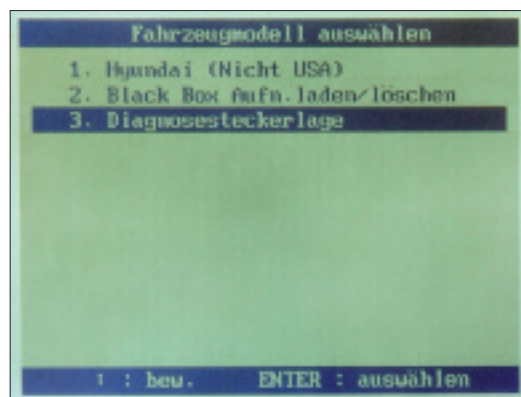 Fahrzeugmodell auswählen
1. Hyundai (Nicht USA)
2. Black Box Aufn.laden/löschen
3. Diagnosesteckerlage
: bew. ENTER : auswählen